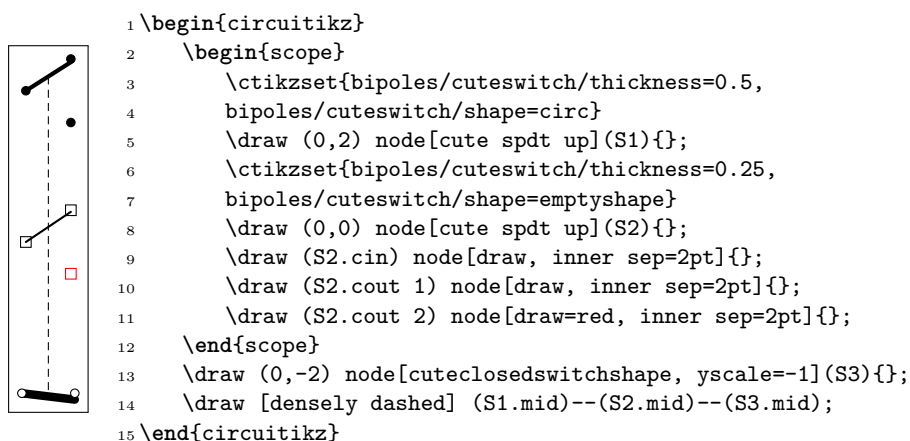 1 \begin{circuitikz}
2     \begin{scope}
3         \ctikzset{bipoles/cuteswitch/thickness=0.5,
4         bipoles/cuteswitch/shape=circ}
5         \draw (0,2) node[cute spdt up](S1){};
6         \ctikzset{bipoles/cuteswitch/thickness=0.25,
7         bipoles/cuteswitch/shape=emptyshape}
8         \draw (0,0) node[cute spdt up](S2){};
9         \draw (S2.cin) node[draw, inner sep=2pt]{};
10         \draw (S2.cout 1) node[draw, inner sep=2pt]{};
11         \draw (S2.cout 2) node[draw=red, inner sep=2pt]{};
12     \end{scope}
13     \draw (0,-2) node[cuteclosedswitchshape, yscale=-1](S3){};
14     \draw [densely dashed] (S1.mid)--(S2.mid)--(S3.mid);
15 \end{circuitikz}